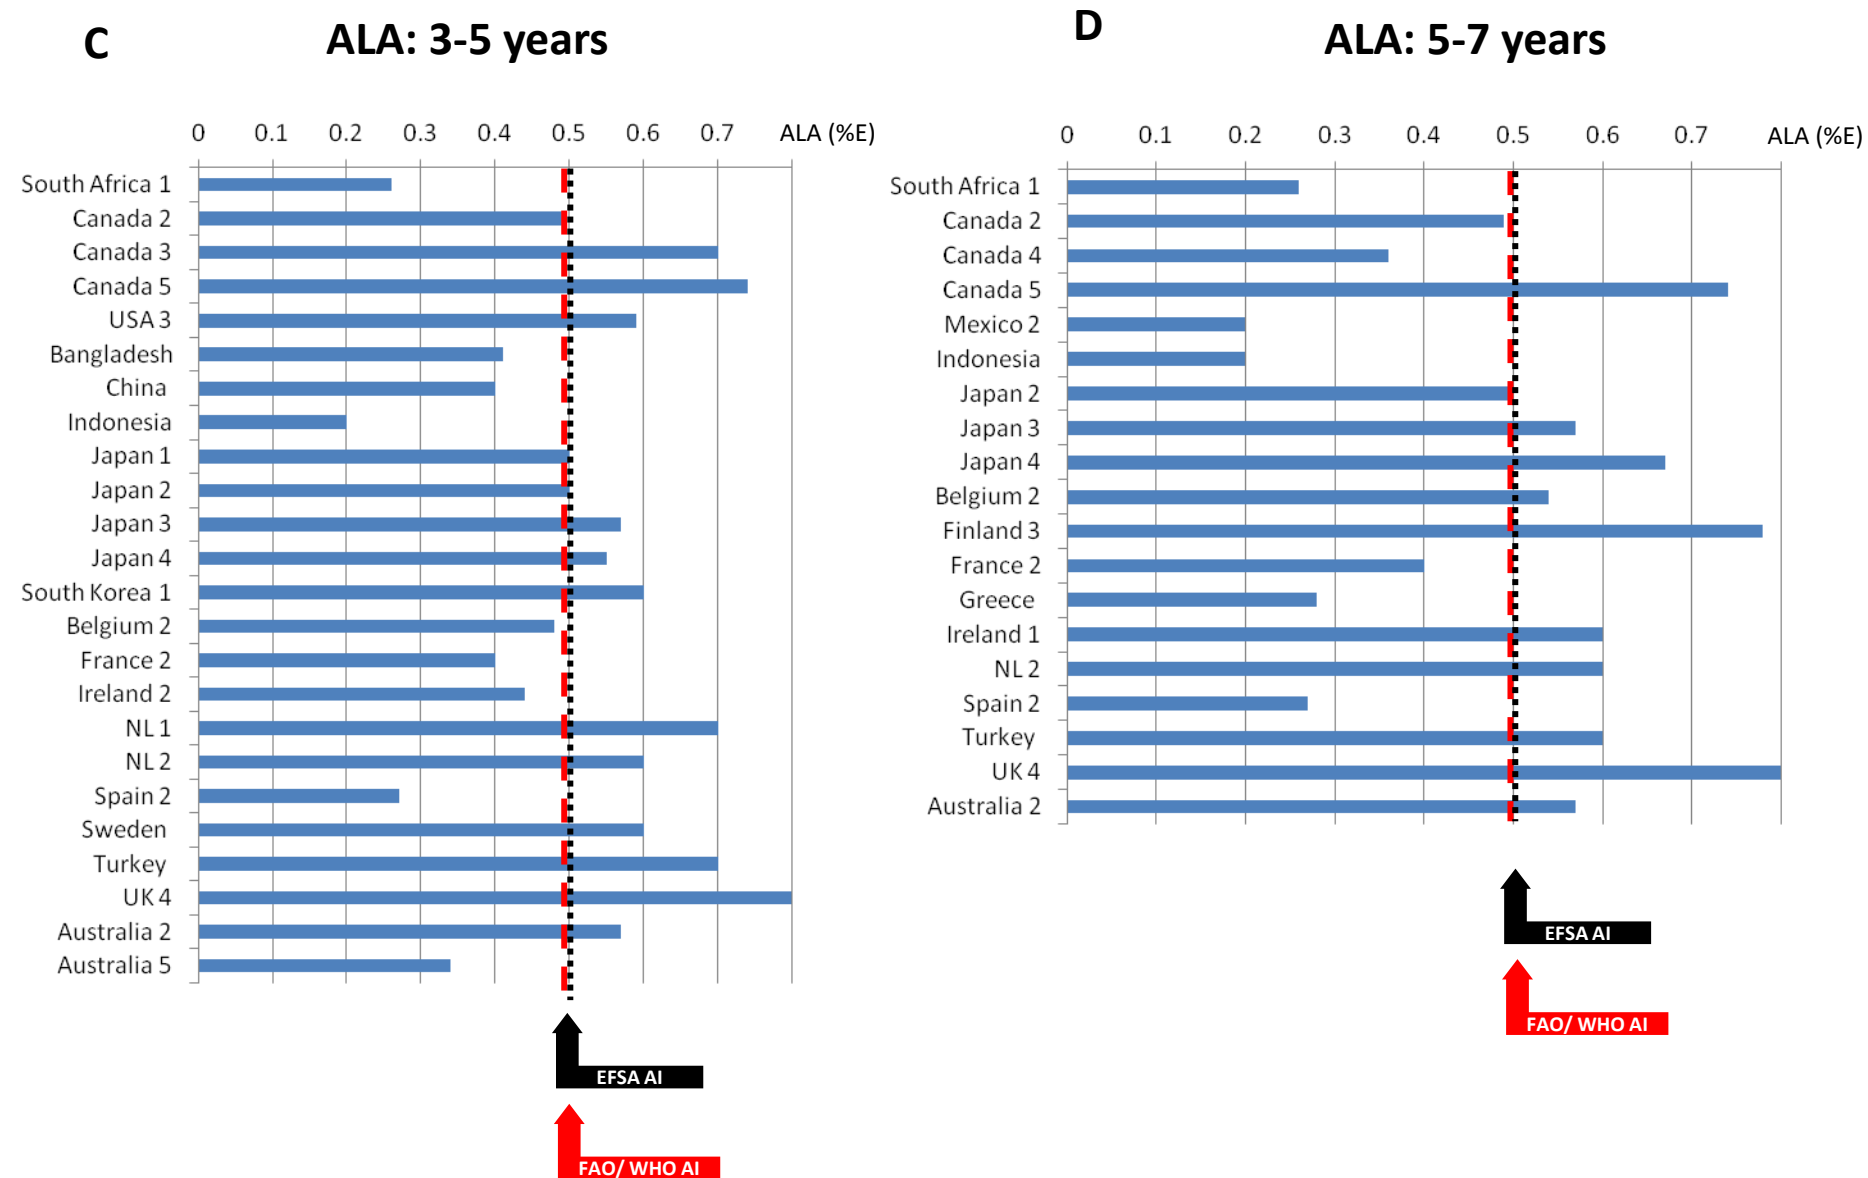 C
ALA: 3-5 years
0 0.1 0.2 0.3 0.4 0.5 0.6 0.7 ALA (%E)
South Africa 1
Canada 2
Canada 3
Canada 5
USA 3
Bangladesh
China
Indonesia
Japan 1
Japan 2
Japan 3
Japan 4
South Korea 1
Belgium 2
France 2
Ireland 2
NL 1
NL 2
Spain 2
Sweden
Turkey
UK 4
Australia 2
Australia 5
EFSA AI
FAO/ WHO AI
D
ALA: 5-7 years
0 0.1 0.2 0.3 0.4 0.5 0.6 0.7 ALA (%E)
South Africa 1
Canada 2
Canada 4
Canada 5
Mexico 2
Indonesia
Japan 2
Japan 3
Japan 4
Belgium 2
Finland 3
France 2
Greece
Ireland 1
NL 2
Spain 2
Turkey
UK 4
Australia 2
EFSA AI
FAO/ WHO AI